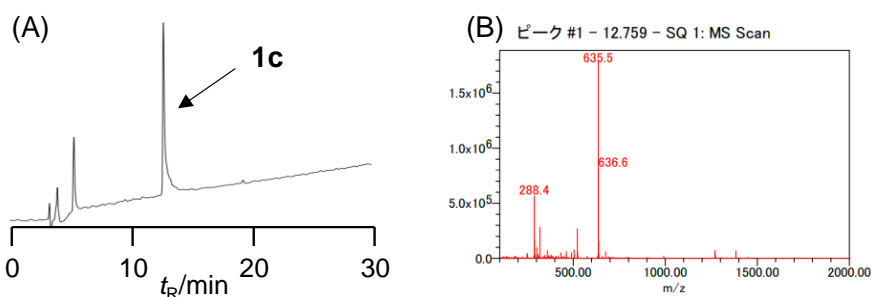 (A)
1c
0
10
20
30
tR/min
(B)
ピーク #1 - 12.759 - SQ 1: MS Scan
635.5
1.5x10^6
1.0x10^6
636.6
5.0x10^5
288.4
0.0
500.00
1000.00
1500.00
2000.00
m/z